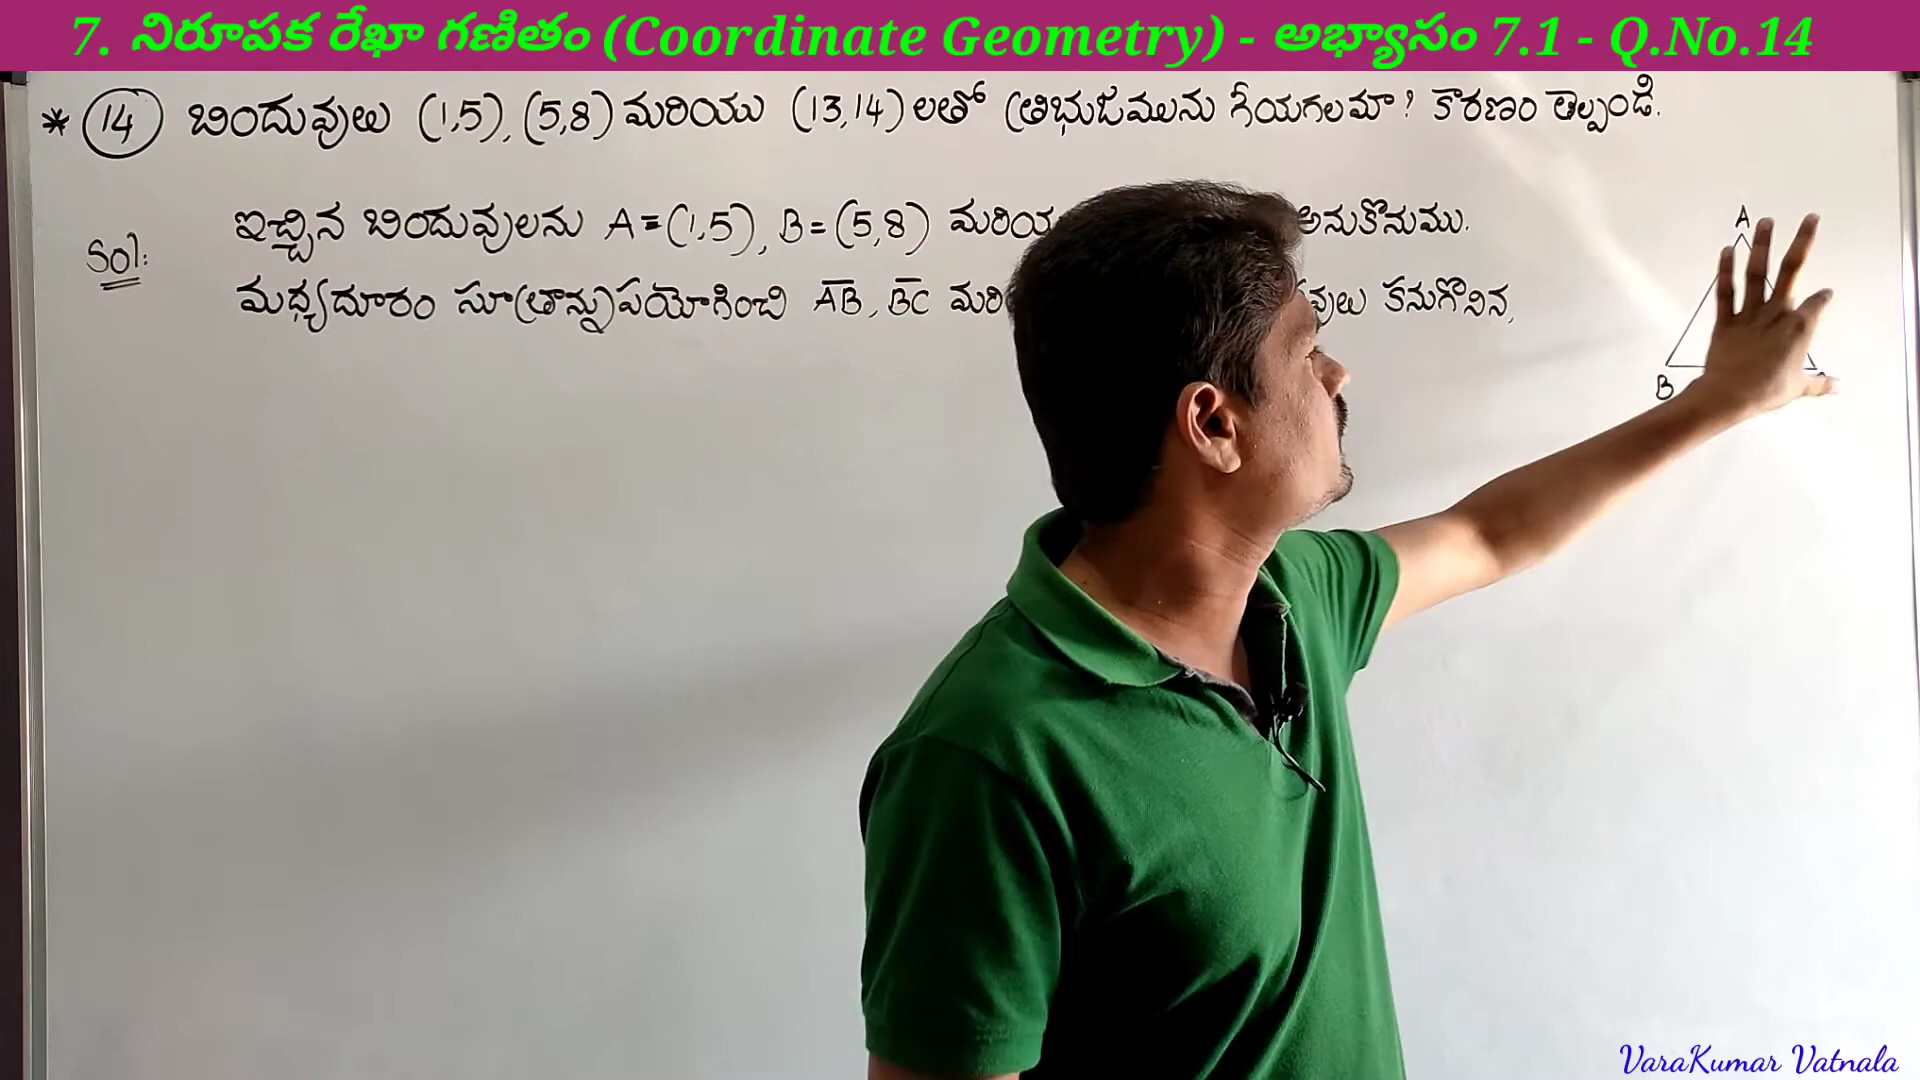 7. నిరూపక రేఖా గణితం (Coordinate Geometry) - అభ్యాసం 7.1 - Q.No.14
* 14 బిందువులు (1,5), (5,8) మరియు (13,14) లతో త్రిభుజమును గీయగలమా? కారణం తెల్పండి.
Sol: ఇచ్చిన బిందువులను A=(1,5), B=(5,8) అనుకొనుము.
మధ్యదూరం సూత్రాన్నుపయోగించి AB, BC కనుగొనిన,
A
B
VaraKumar Vatnala